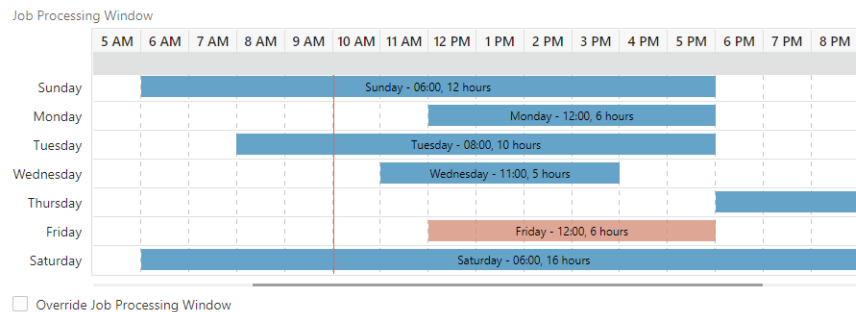 Job Processing Window
5 AM 6 AM 7 AM 8 AM 9 AM 10 AM 11 AM 12 PM 1 PM 2 PM 3 PM 4 PM 5 PM 6 PM 7 PM 8 PM
Sunday Sunday - 06:00, 12 hours
Monday Monday - 12:00, 6 hours
Tuesday Tuesday - 08:00, 10 hours
Wednesday Wednesday - 11:00, 5 hours
Thursday
Friday Friday - 12:00, 6 hours
Saturday Saturday - 06:00, 16 hours
Override Job Processing Window